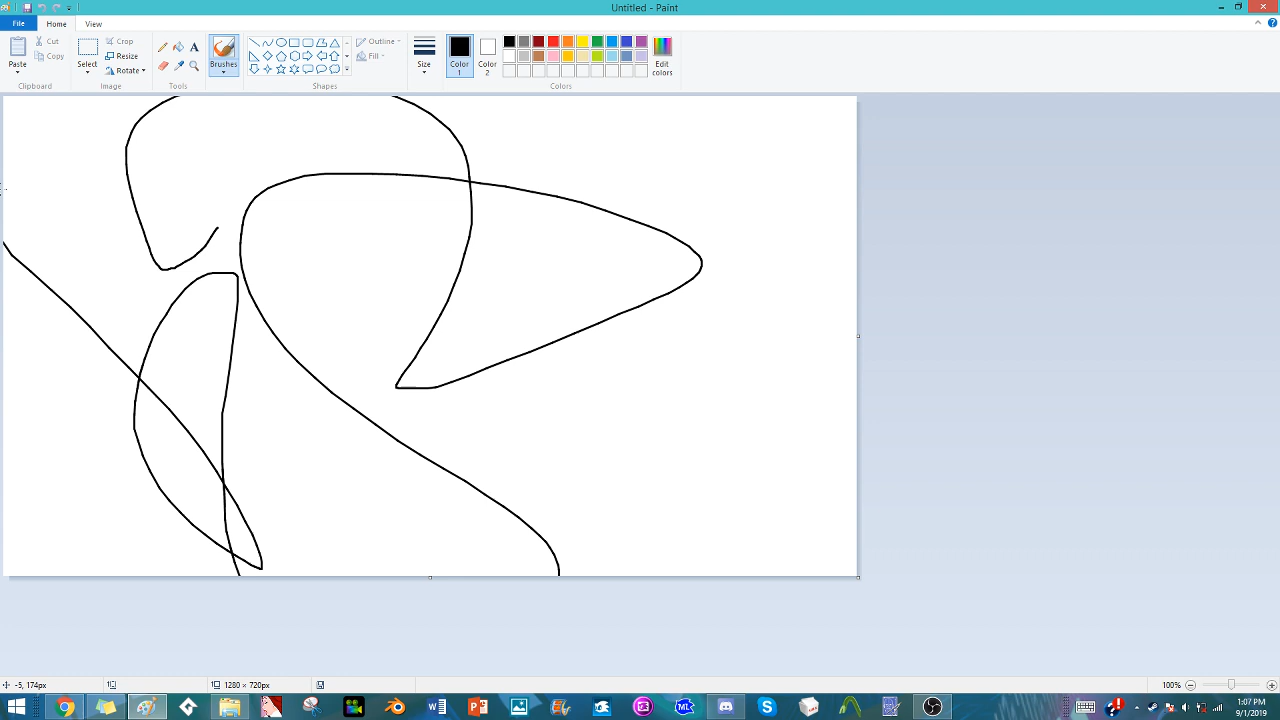 Untitled - Paint
File Home View
Paste
Cut
Copy
Clipboard
Select
Crop
Resize
Rotate
Image
A
Tools
Brushes
Shapes
Outline
Fill
Size
Color 1
Color 2
Edit colors
Colors
-5, 174px
1280 × 720px
100%
1:07 PM
9/1/2019